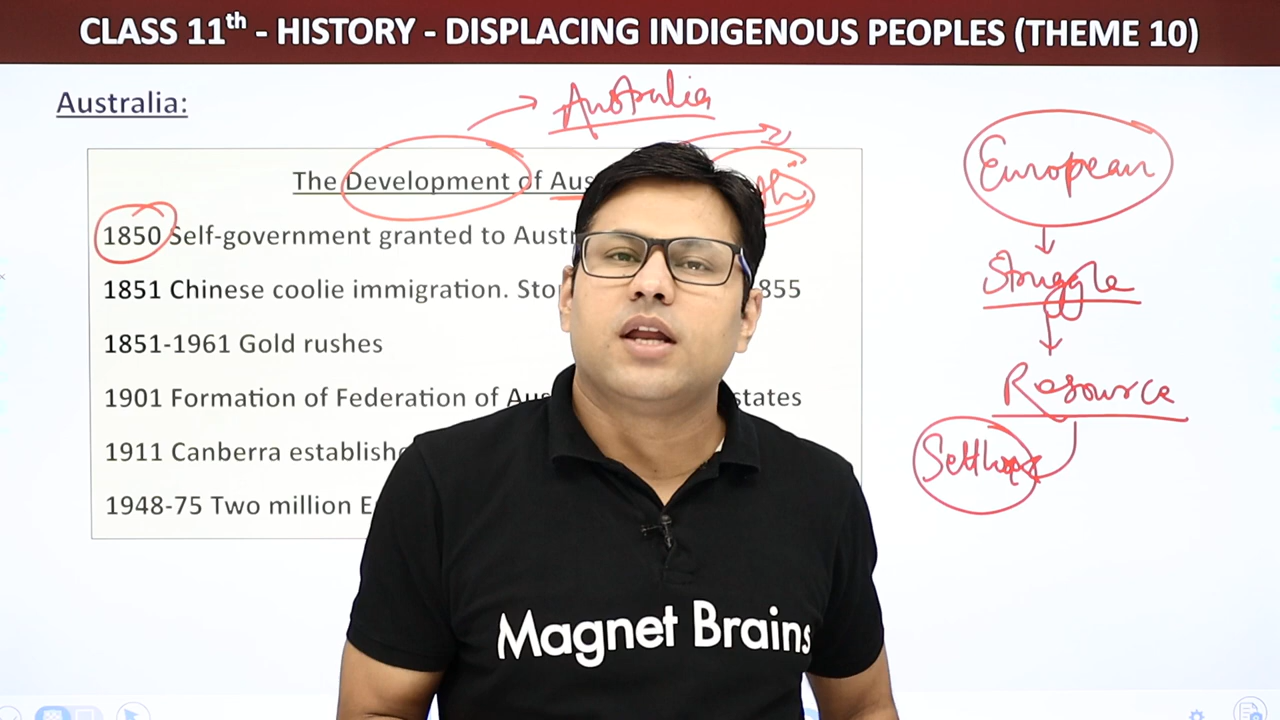 CLASS 11th - HISTORY - DISPLACING INDIGENOUS PEOPLES (THEME 10)
Australia:
Australia
The Development of Aus
1850 Self-government granted to Austr
1851 Chinese coolie immigration. Sto 855
1851-1961 Gold rushes
1901 Formation of Federation of Au states
1911 Canberra establishe
1948-75 Two million E
European
Struggle
Resource
Magnet Brains